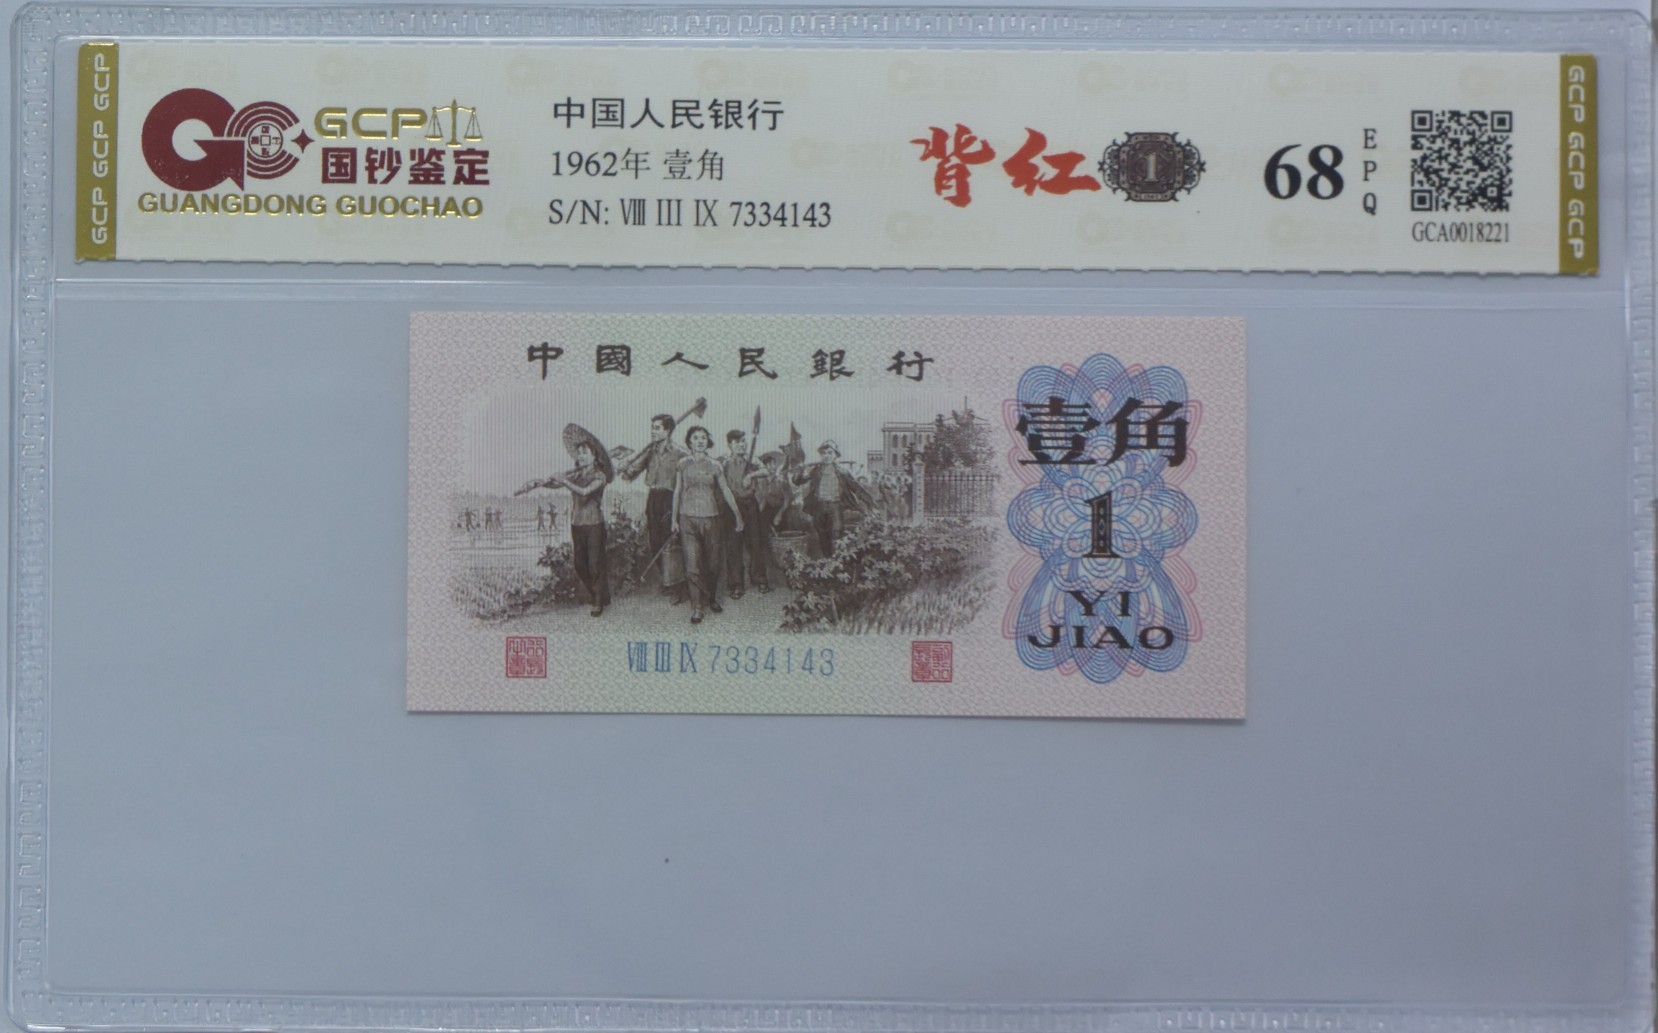 GCP GCP GCP
GCP
国钞鉴定
GUANGDONG GUOCHAO
中国人民银行
1962年 壹角
S/N: Ⅷ Ⅲ Ⅸ 7334143
背红
1
68
EPQ
GCA0018221
GCP GCP GCP
中國人民銀行
壹角
1
YI
JIAO
Ⅷ Ⅲ Ⅸ 7334143